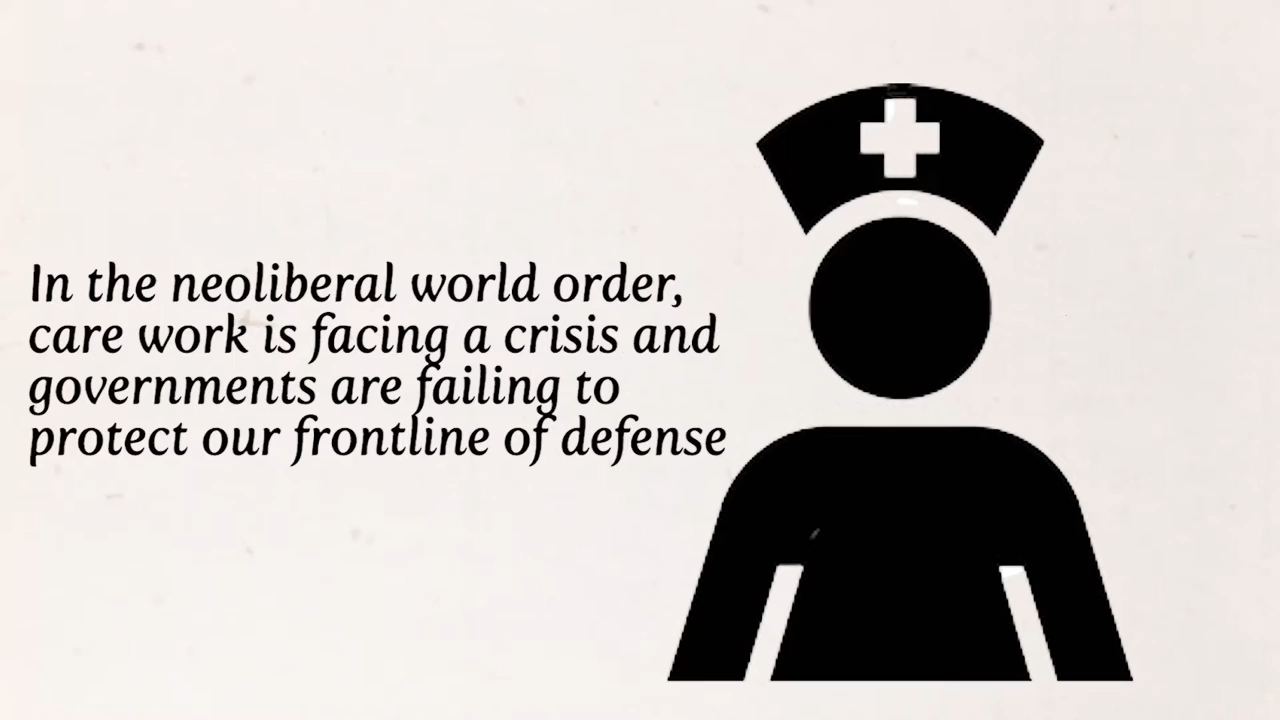 In the neoliberal world order,
care work is facing a crisis and
governments are failing to
protect our frontline of defense